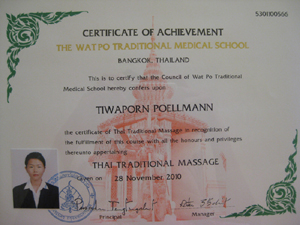 5301100566
CERTIFICATE OF ACHIEVEMENT
THE WAT PO TRADITIONAL MEDICAL SCHOOL
BANGKOK, THAILAND
This is to certify that the Council of Wat Po Traditional
Medical School hereby confers upon
TIWAPORN POELLMANN
the certificate of Thai Traditional Massage in recognition of
the fulfillment of this course with all the honour and privileges
thereunto appertaining
THAI TRADITIONAL MASSAGE
Given on 28 November 2010
Principal Manager